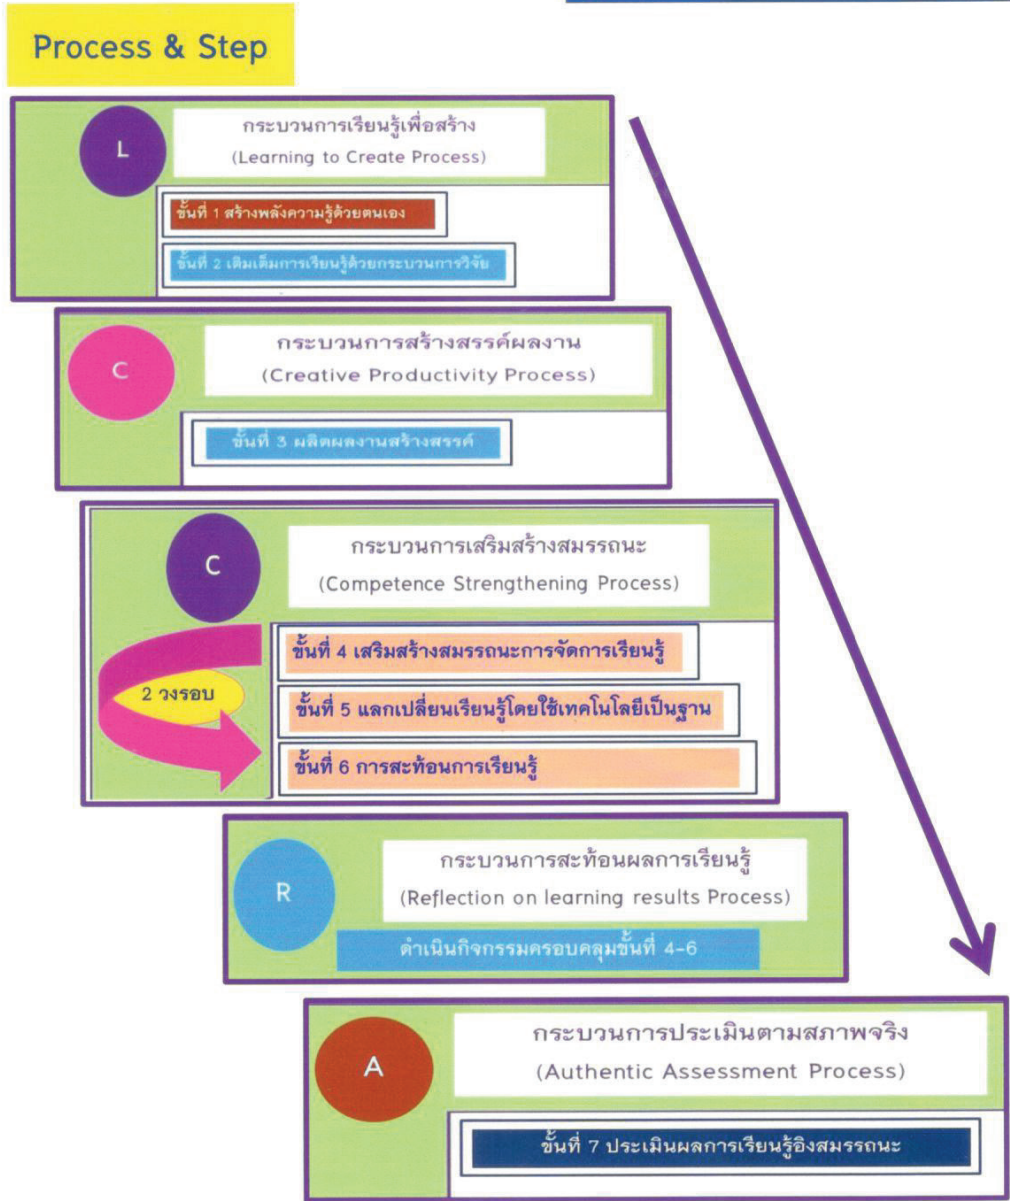 Process & Step
L
กระบวนการเรียนรู้เพื่อสร้าง
(Learning to Create Process)
ขั้นที่ 1 สร้างพลังความรู้ด้วยตนเอง
ขั้นที่ 2 เติมเต็มการเรียนรู้ด้วยกระบวนการวิจัย
C
กระบวนการสร้างสรรค์ผลงาน
(Creative Productivity Process)
ขั้นที่ 3 ผลิตผลงานสร้างสรรค์
C
กระบวนการเสริมสร้างสมรรถนะ
(Competence Strengthening Process)
2 วงรอบ
ขั้นที่ 4 เสริมสร้างสมรรถนะการจัดการเรียนรู้
ขั้นที่ 5 แลกเปลี่ยนเรียนรู้โดยใช้เทคโนโลยีเป็นฐาน
ขั้นที่ 6 การสะท้อนการเรียนรู้
R
กระบวนการสะท้อนผลการเรียนรู้
(Reflection on learning results Process)
ดำเนินกิจกรรมครอบคลุมขั้นที่ 4-6
A
กระบวนการประเมินตามสภาพจริง
(Authentic Assessment Process)
ขั้นที่ 7 ประเมินผลการเรียนรู้อิงสมรรถนะ